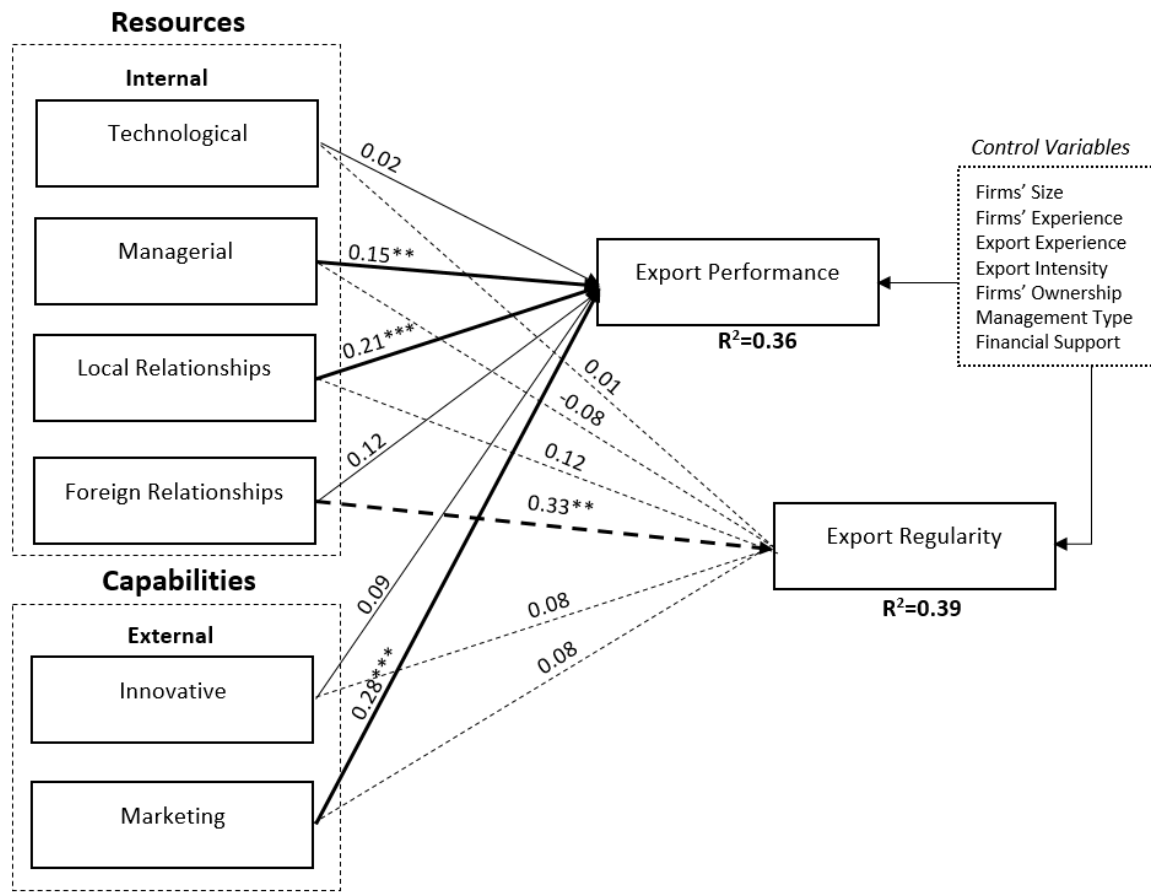 Resources
Internal
Technological
Managerial
Local Relationships
Foreign Relationships
Capabilities
External
Innovative
Marketing
0.02
0.15**
0.21***
0.12
0.09
0.28***
0.01
-0.08
0.12
0.33**
0.08
0.08
Export Performance
R²=0.36
Export Regularity
R²=0.39
Control Variables
Firms’ Size
Firms’ Experience
Export Experience
Export Intensity
Firms’ Ownership
Management Type
Financial Support